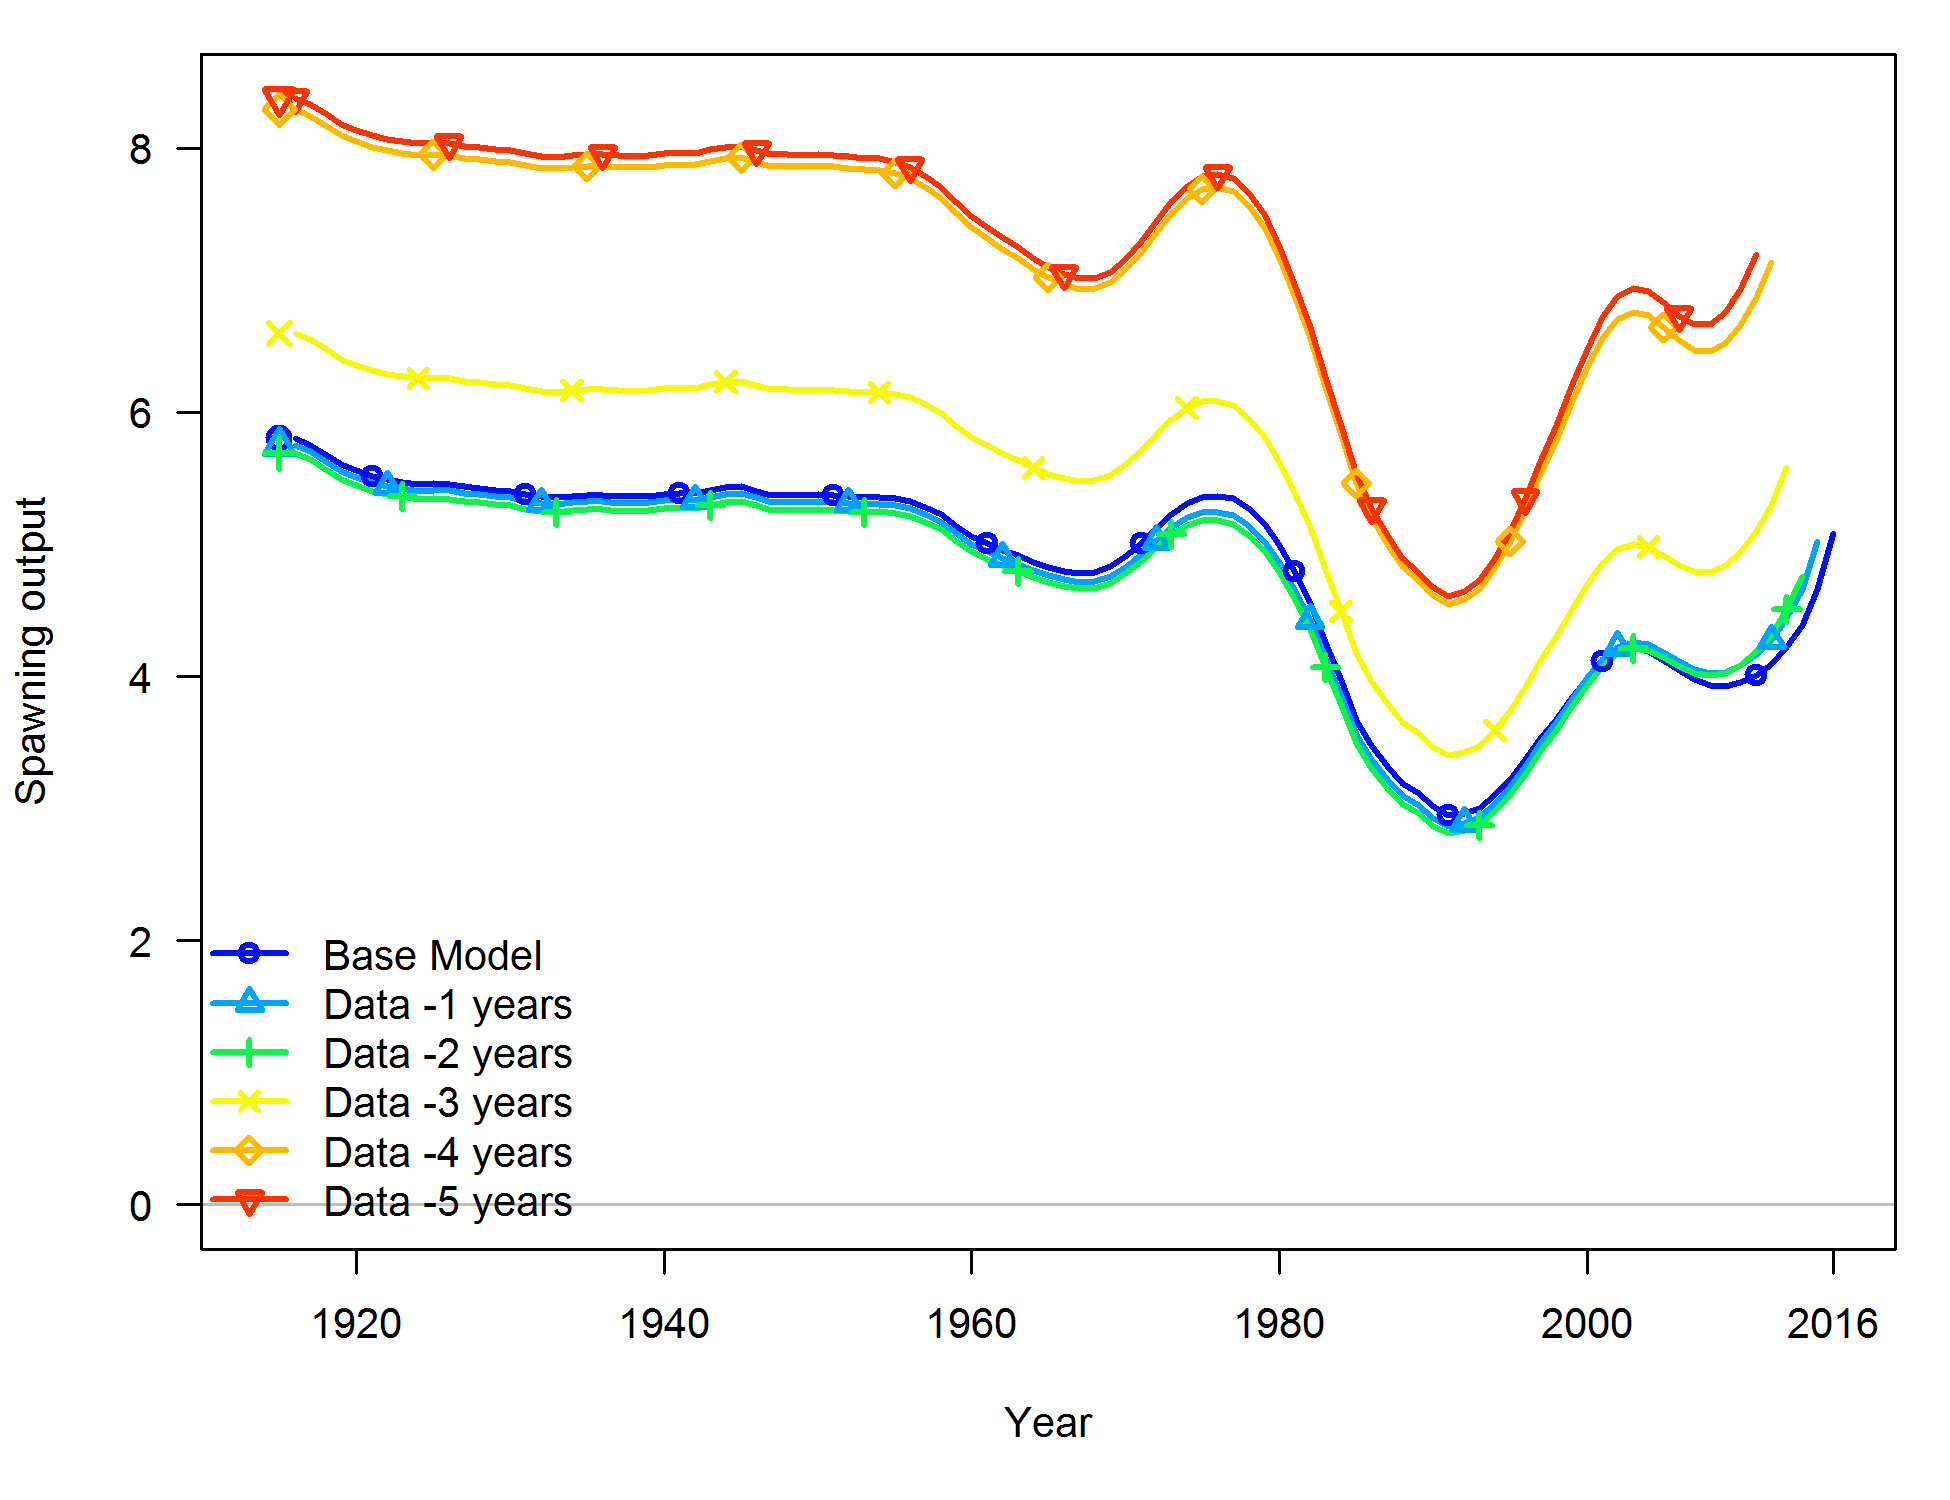 8
6
4
2
0
Spawning output
Base Model
Data -1 years
Data -2 years
Data -3 years
Data -4 years
Data -5 years
1920 1940 1960 1980 2000 2016
Year